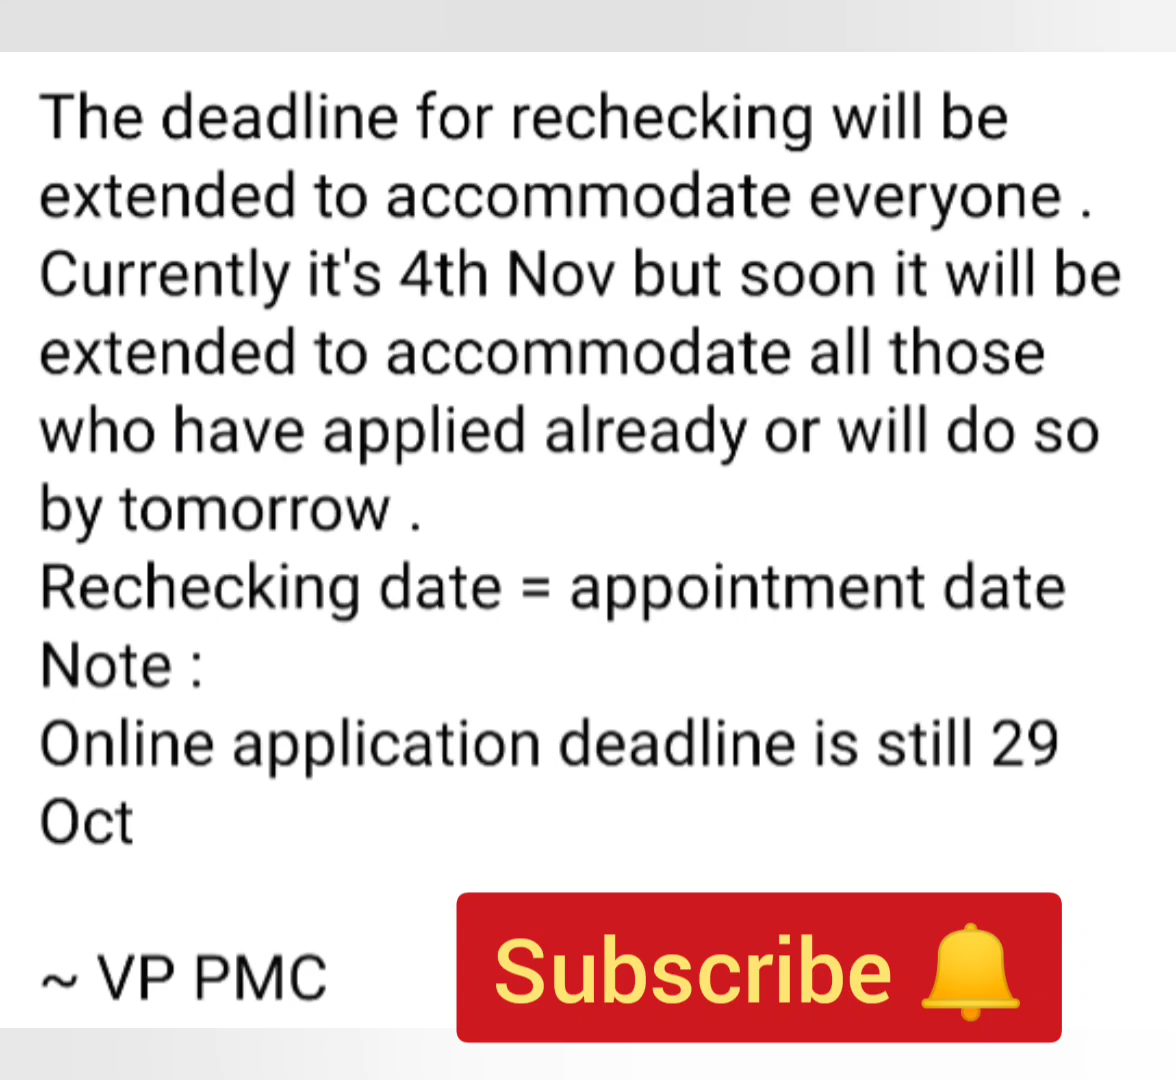 The deadline for rechecking will be
extended to accommodate everyone .
Currently it's 4th Nov but soon it will be
extended to accommodate all those
who have applied already or will do so
by tomorrow .
Rechecking date = appointment date
Note :
Online application deadline is still 29
Oct
~ VP PMC
Subscribe